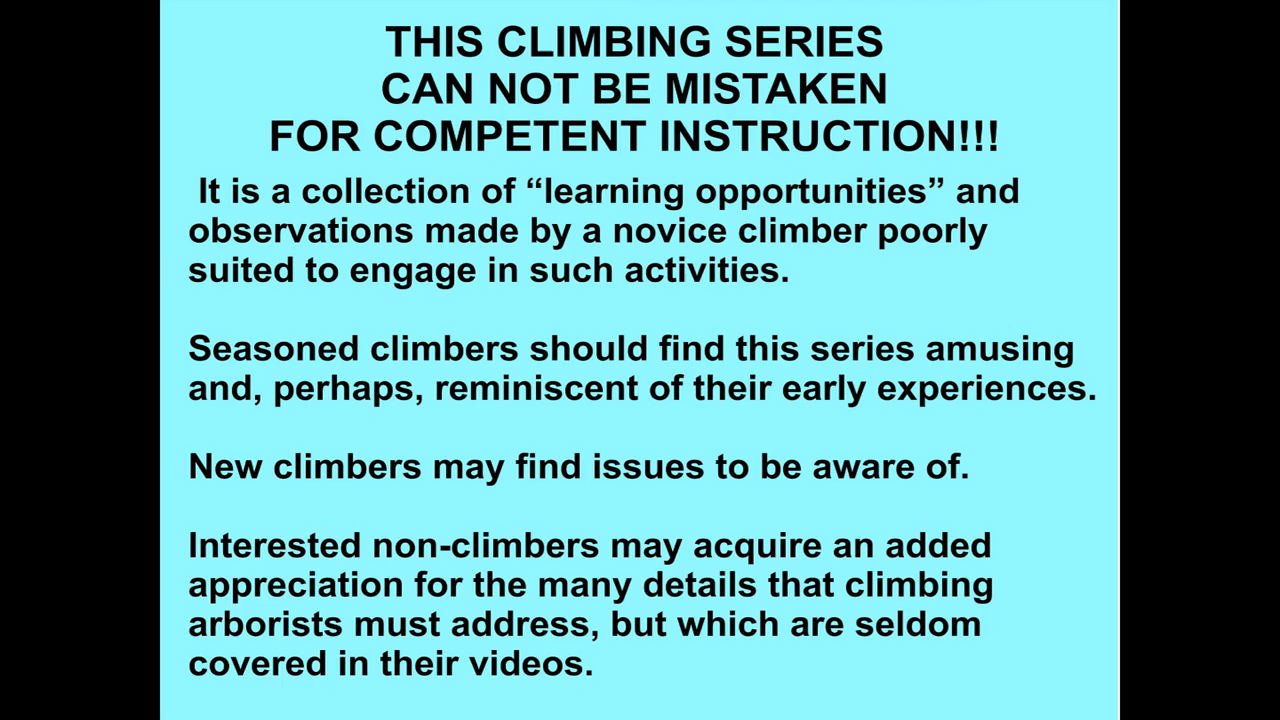 THIS CLIMBING SERIES
CAN NOT BE MISTAKEN
FOR COMPETENT INSTRUCTION!!!
It is a collection of “learning opportunities” and
observations made by a novice climber poorly
suited to engage in such activities.
Seasoned climbers should find this series amusing
and, perhaps, reminiscent of their early experiences.
New climbers may find issues to be aware of.
Interested non-climbers may acquire an added
appreciation for the many details that climbing
arborists must address, but which are seldom
covered in their videos.